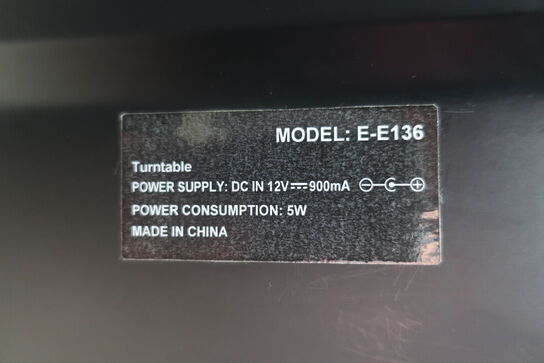 MODEL: E-E136
Turntable
POWER SUPPLY: DC IN 12V⎓900mA
POWER CONSUMPTION: 5W
MADE IN CHINA